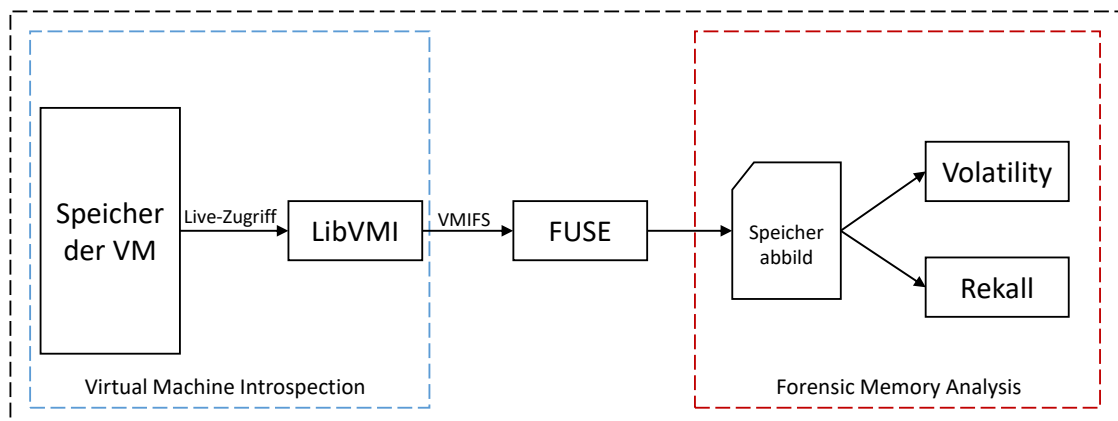 Speicher
der VM
Live-Zugriff
LibVMI
VMIFS
FUSE
Speicher
abbild
Volatility
Rekall
Virtual Machine Introspection
Forensic Memory Analysis